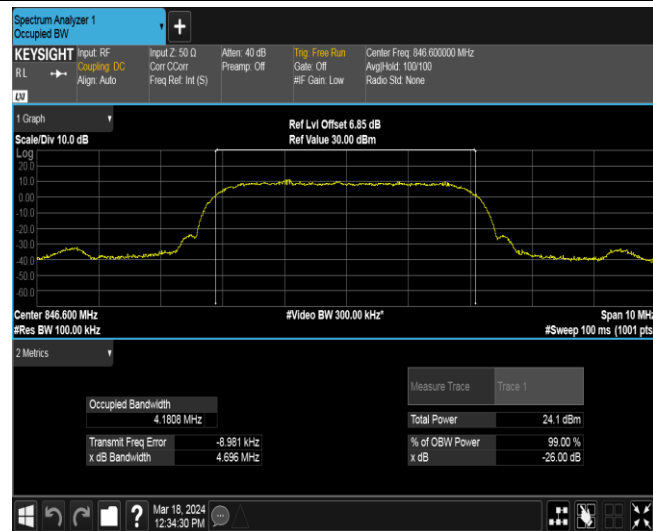 Spectrum Analyzer 1
Occupied BW
+
KEYSIGHT
RL
LXI
Input: RF
Coupling: DC
Align: Auto
Input Z: 50 Ω
Corr CCorr
Freq Ref: Int (S)
Atten: 40 dB
Preamp: Off
Trig: Free Run
Gate: Off
#IF Gain: Low
Center Freq: 846.600000 MHz
Avg|Hold: 100/100
Radio Std: None
1 Graph
Scale/Div 10.0 dB
Ref Lvl Offset 6.85 dB
Ref Value 30.00 dBm
Log
20.0
10.0
0.00
-10.0
-20.0
-30.0
-40.0
-50.0
-60.0
Center 846.600 MHz
#Res BW 100.00 kHz
#Video BW 300.00 kHz*
Span 10 MHz
#Sweep 100 ms (1001 pts
2 Metrics
Measure Trace Trace 1
Occupied Bandwidth
4.1808 MHz
Total Power 24.1 dBm
Transmit Freq Error -8.981 kHz
% of OBW Power 99.00 %
x dB Bandwidth 4.696 MHz
x dB -26.00 dB
?
Mar 18, 2024
12:34:30 PM